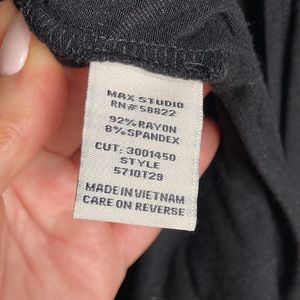 MAX STUDIO
RN#58822
92% RAYON
8% SPANDEX
CUT: 3001450
STYLE
5710T29
MADE IN VIETNAM
CARE ON REVERSE